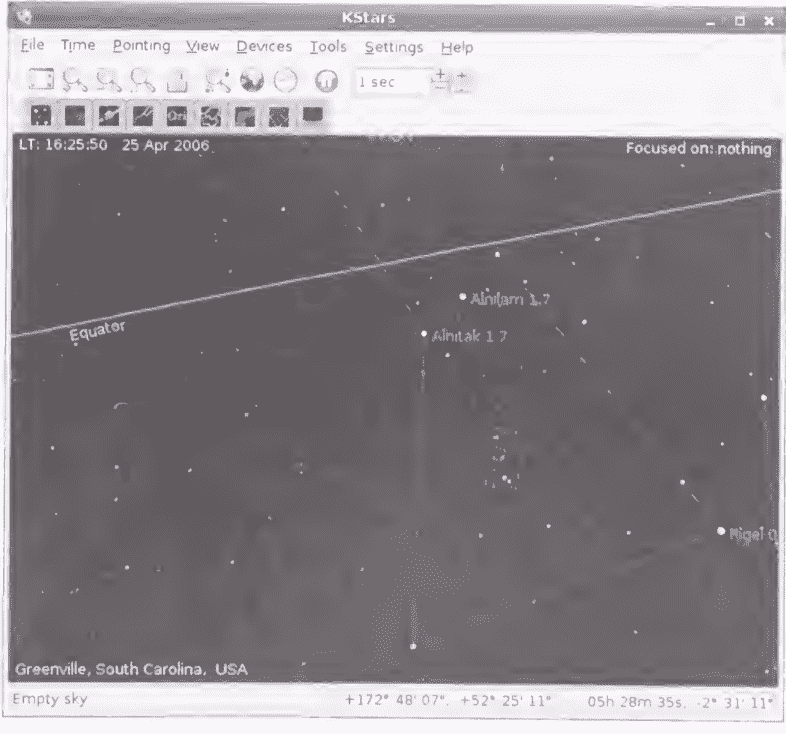 KStars
File Time Pointing View Devices Tools Settings Help
1 sec
LT: 16:25:50 25 Apr 2006
Focused on: nothing
Alnilam 1.7
Equator
Alnitak 1 7
Rigel 0
Greenville, South Carolina, USA
Empty sky
+172° 48' 07", +52° 25' 11"
05h 28m 35s, -2° 31' 11"